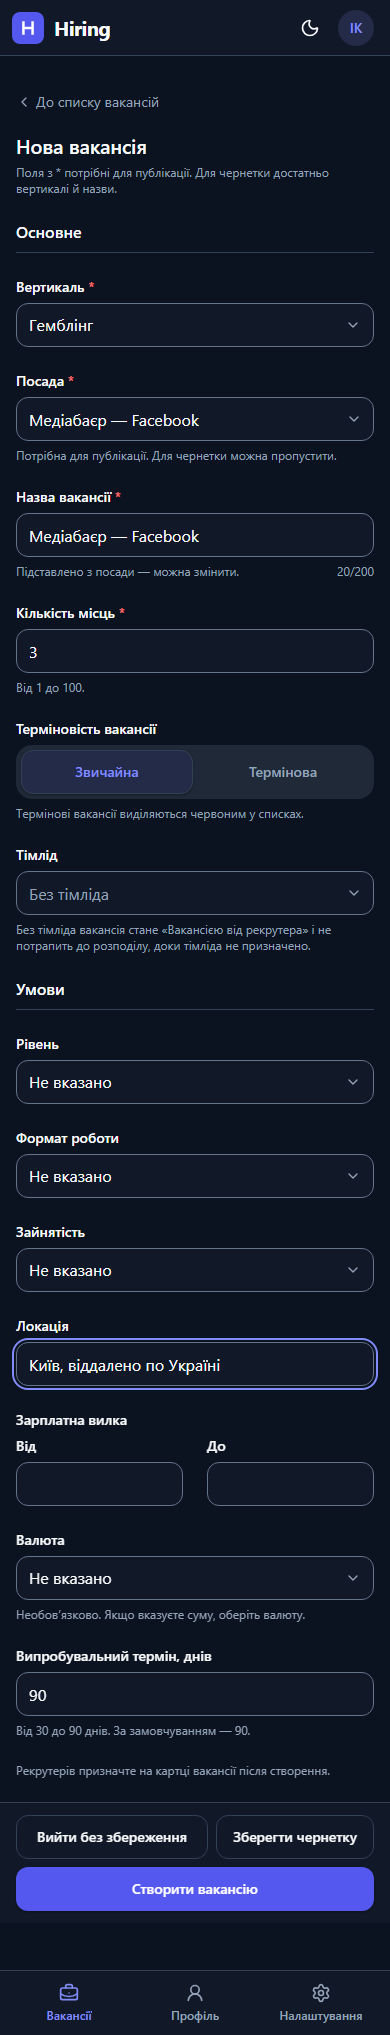 H Hiring
ІК
До списку вакансій
Нова вакансія
Поля з * потрібні для публікації. Для чернетки достатньо
вертикалі й назви.
Основне
Вертикаль *
Гемблінг
Посада *
Медіабаєр — Facebook
Потрібна для публікації. Для чернетки можна пропустити.
Назва вакансії *
Медіабаєр — Facebook
Підставлено з посади — можна змінити.
20/200
Кількість місць *
3
Від 1 до 100.
Терміновість вакансії
Звичайна
Термінова
Термінові вакансії виділяються червоним у списках.
Тімлід
Без тімліда
Без тімліда вакансія стане «Вакансією від рекрутера» і не
потрапить до розподілу, доки тімліда не призначено.
Умови
Рівень
Не вказано
Формат роботи
Не вказано
Зайнятість
Не вказано
Локація
Київ, віддалено по Україні
Зарплатна вилка
Від
До
Валюта
Не вказано
Необов'язково. Якщо вказуєте суму, оберіть валюту.
Випробувальний термін, днів
90
Від 30 до 90 днів. За замовчуванням — 90.
Рекрутерів призначте на картці вакансії після створення.
Вийти без збереження
Зберегти чернетку
Створити вакансію
Вакансії
Профіль
Налаштування